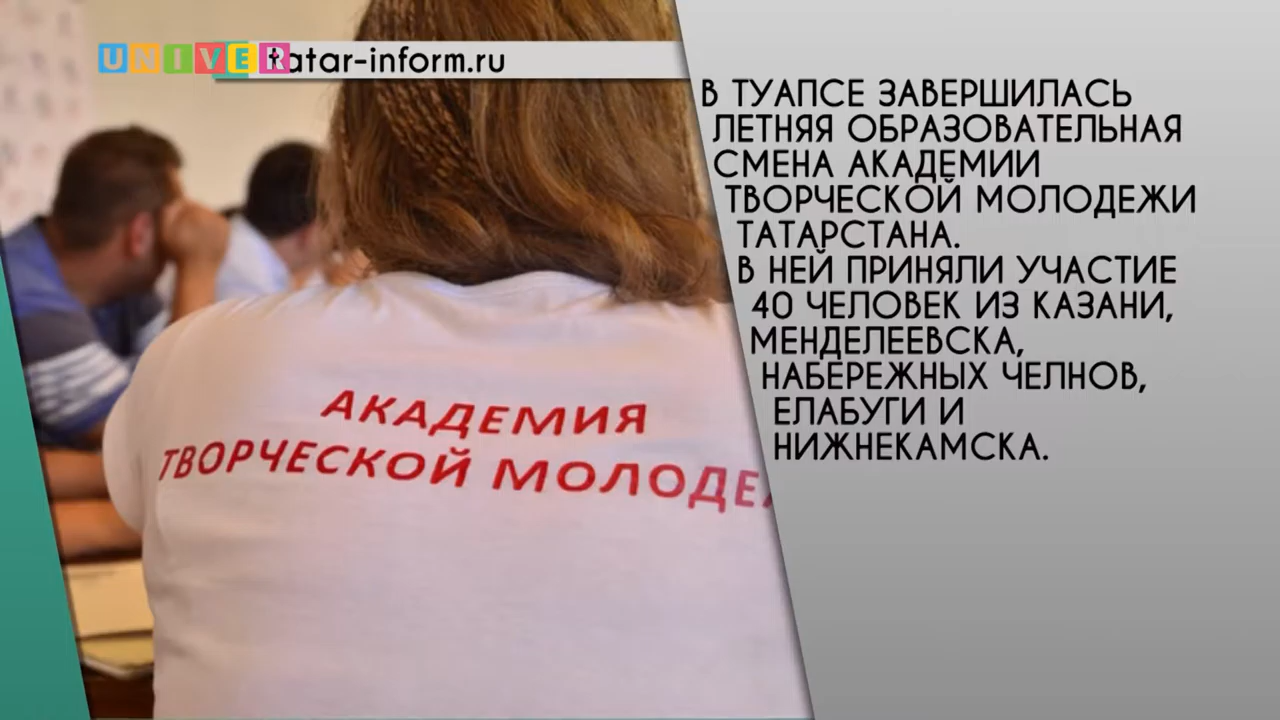 UNIVER
tatar-inform.ru
В ТУАПСЕ ЗАВЕРШИЛАСЬ
ЛЕТНЯЯ ОБРАЗОВАТЕЛЬНАЯ
СМЕНА АКАДЕМИИ
ТВОРЧЕСКОЙ МОЛОДЕЖИ
ТАТАРСТАНА.
В НЕЙ ПРИНЯЛИ УЧАСТИЕ
40 ЧЕЛОВЕК ИЗ КАЗАНИ,
МЕНДЕЛЕЕВСКА,
НАБЕРЕЖНЫХ ЧЕЛНОВ,
ЕЛАБУГИ И
НИЖНЕКАМСКА.
АКАДЕМИЯ
ТВОРЧЕСКОЙ МОЛОДЕ